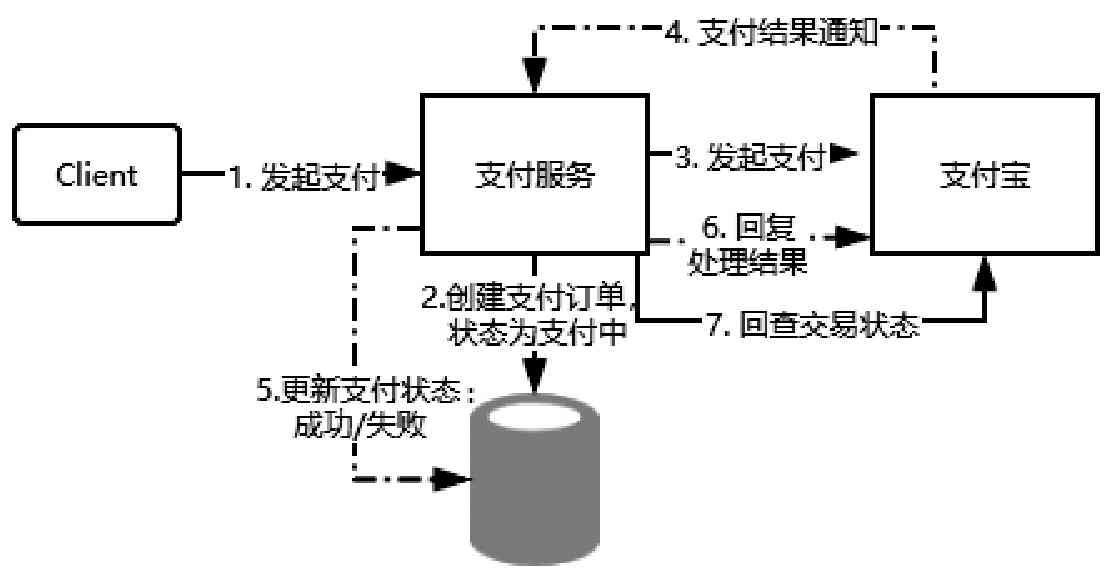 4. 支付结果通知
Client
1. 发起支付
支付服务
3. 发起支付
支付宝
6. 回复
处理结果
2.创建支付订单,
状态为支付中
7. 回查交易状态
5.更新支付状态：
成功/失败